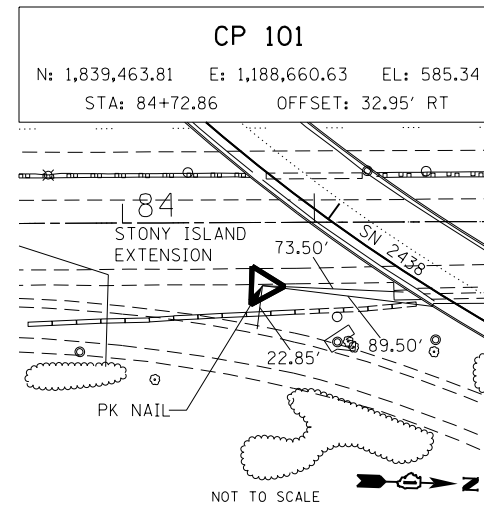 CP 101
N: 1,839,463.81 E: 1,188,660.63 EL: 585.34
STA: 84+72.86 OFFSET: 32.95' RT
84
STONY ISLAND
EXTENSION
SN 2438
73.50'
89.50'
22.85'
PK NAIL
N
NOT TO SCALE